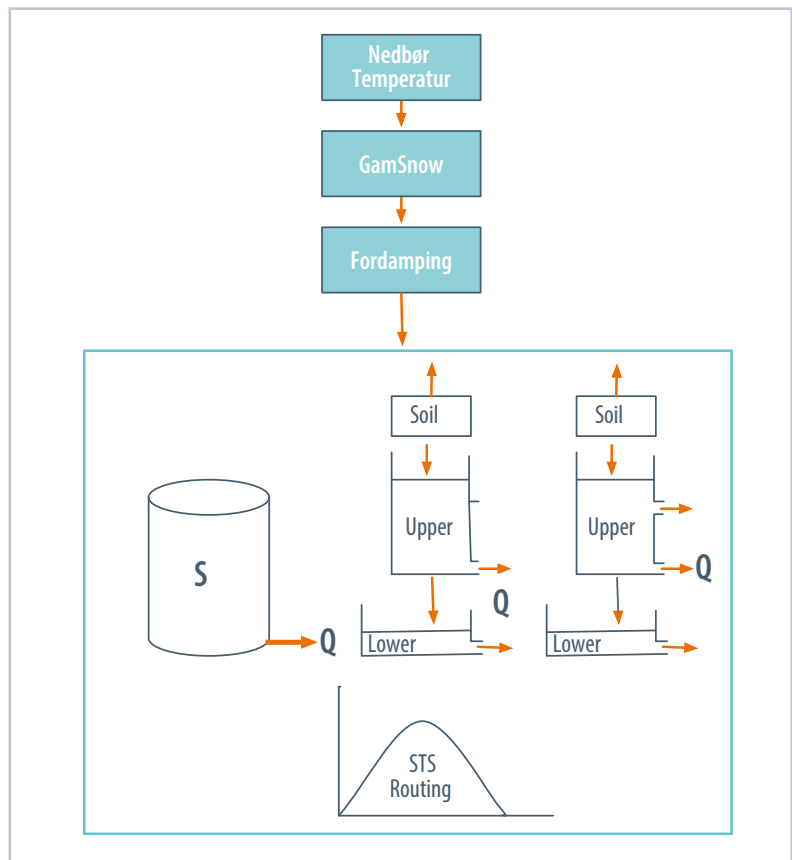 Nedbør
Temperatur
GamSnow
Fordamping
Soil
Soil
Upper
Upper
S
Q
Q
Q
Lower
Lower
STS
Routing